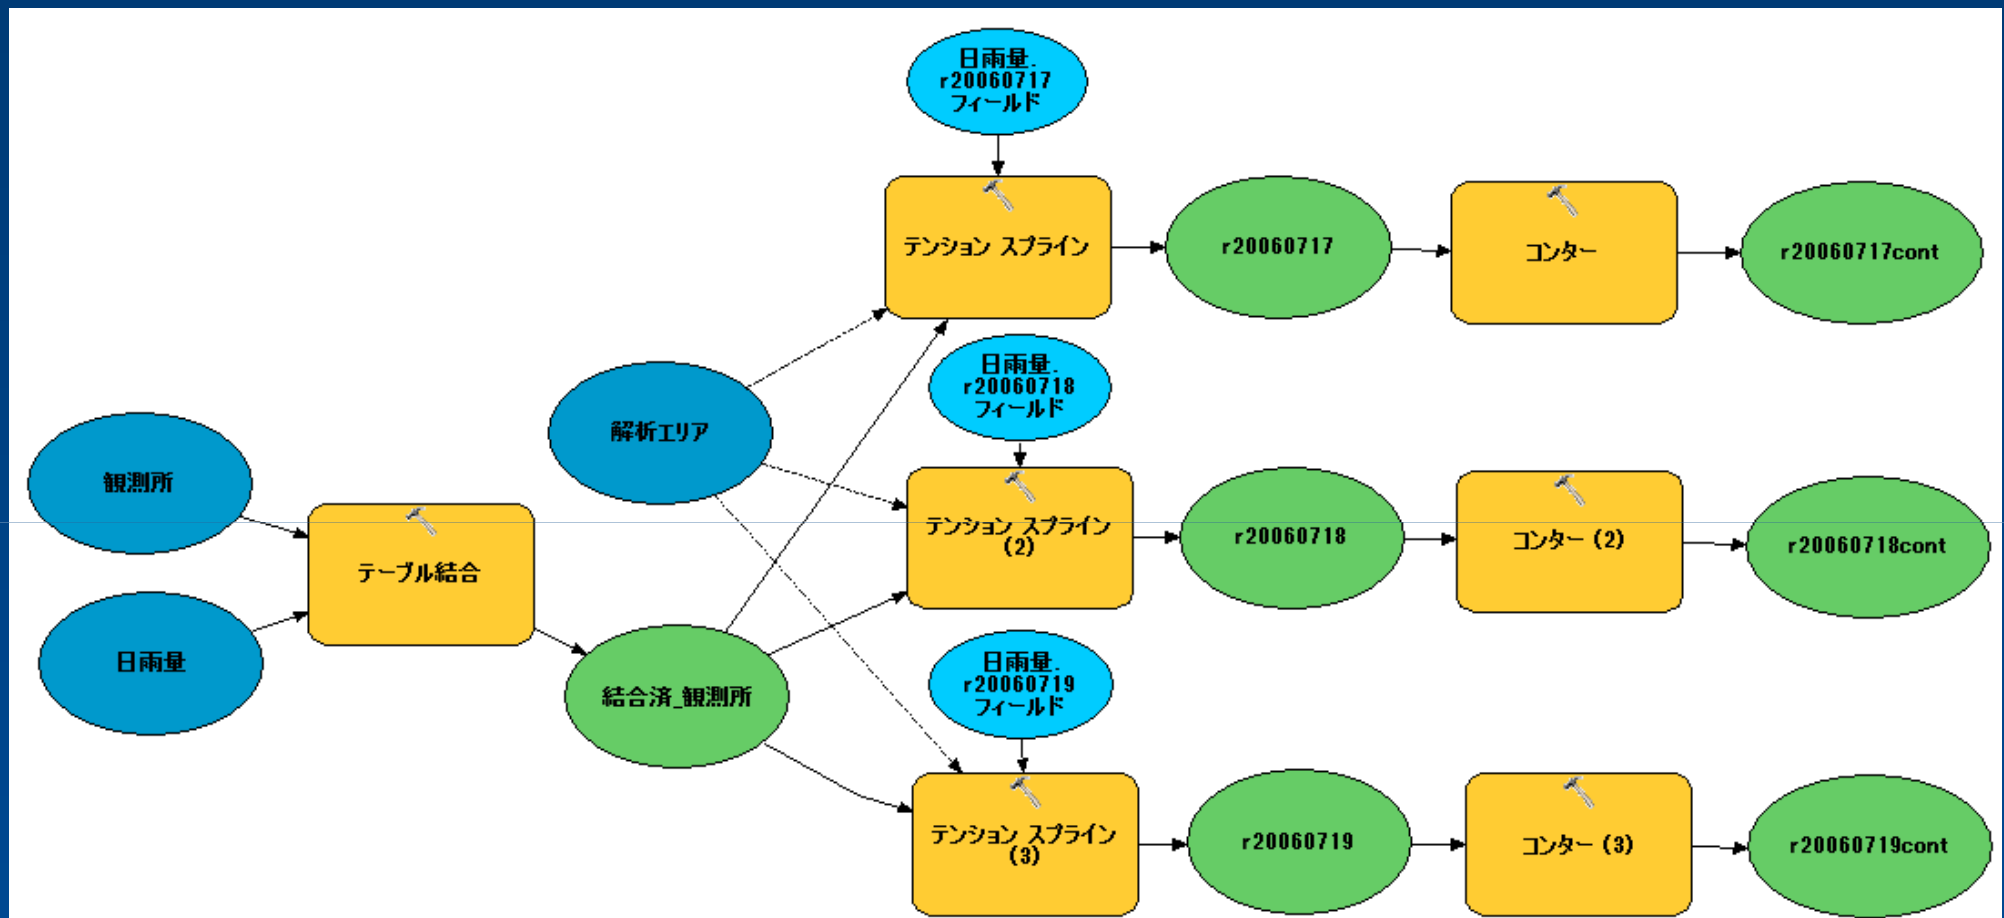 日雨量.
r20060717
フィールド
テンション スプライン
r20060717
コンター
r20060717cont
日雨量.
r20060718
フィールド
解析エリア
観測所
テンション スプライン
(2)
r20060718
コンター (2)
r20060718cont
テーブル結合
日雨量
結合済_観測所
日雨量.
r20060719
フィールド
テンション スプライン
(3)
r20060719
コンター (3)
r20060719cont